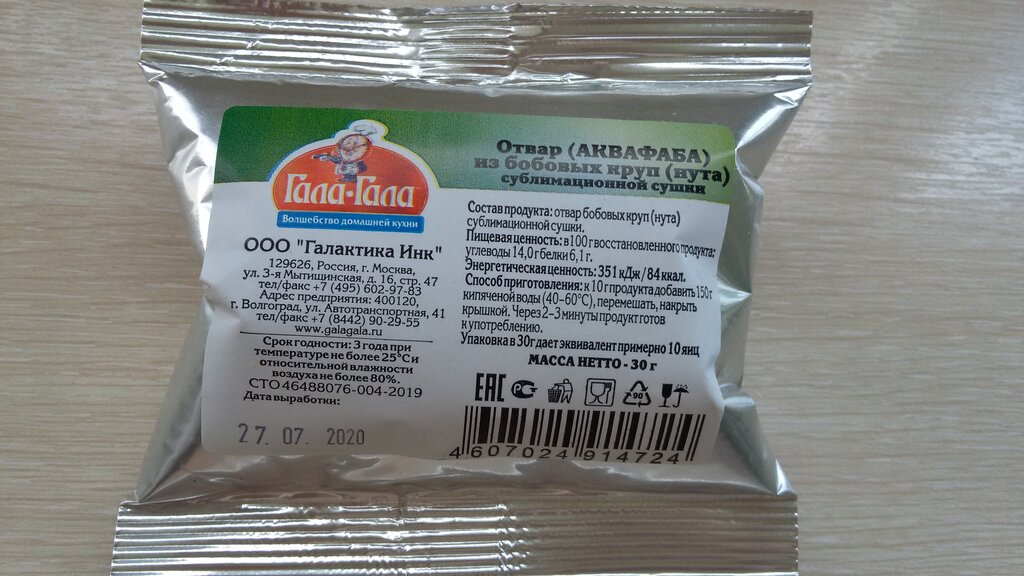 Гала-Гала
Волшебство домашней кухни
ООО "Галактика Инк"
129626, Россия, г. Москва,
ул. 3-я Мытищинская, д. 16, стр. 47
тел/факс +7 (495) 602-97-83
Адрес предприятия: 400120,
г. Волгоград, ул. Автотранспортная, 41
тел/факс +7 (8442) 90-29-55
www.galagala.ru
Срок годности: 3 года при
температуре не более 25°С и
относительной влажности
воздуха не более 80%.
СТО 46488076-004-2019
Дата выработки:
27. 07. 2020
Отвар (АКВАФАБА)
из бобовых круп (нута)
сублимационной сушки
Состав продукта: отвар бобовых круп (нута)
сублимационной сушки.
Пищевая ценность: в 100 г восстановленного продукта:
углеводы 14,0 г белки 6,1 г.
Энергетическая ценность: 351 кДж / 84 ккал.
Способ приготовления: к 10 г продукта добавить 150 г
кипяченой воды (40-60°С), перемешать, накрыть
крышкой. Через 2-3 минуты продукт готов
к употреблению.
Упаковка в 30г дает эквивалент примерно 10 яиц
МАССА НЕТТО - 30 г
EAC PC 90
4 607024 914724